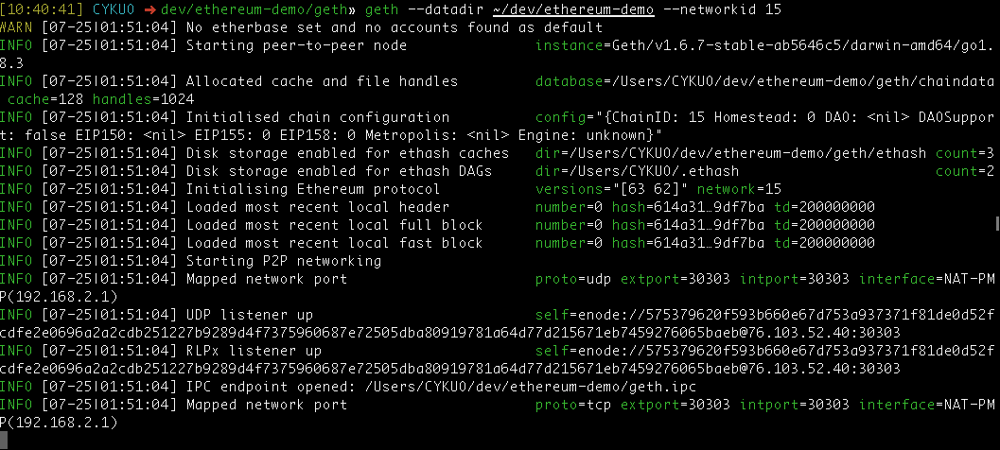 [10:40:41] CYKUO → dev/ethereum-demo/geth» geth --datadir ~/dev/ethereum-demo --networkid 15
WARN [07-25|01:51:04] No etherbase set and no accounts found as default
INFO [07-25|01:51:04] Starting peer-to-peer node instance=Geth/v1.6.7-stable-ab5646c5/darwin-amd64/go1.
8.3
INFO [07-25|01:51:04] Allocated cache and file handles database=/Users/CYKUO/dev/ethereum-demo/geth/chaindata
cache=128 handles=1024
INFO [07-25|01:51:04] Initialised chain configuration config="{ChainID: 15 Homestead: 0 DAO: <nil> DAOSuppor
t: false EIP150: <nil> EIP155: 0 EIP158: 0 Metropolis: <nil> Engine: unknown}"
INFO [07-25|01:51:04] Disk storage enabled for ethash caches dir=/Users/CYKUO/dev/ethereum-demo/geth/ethash count=3
INFO [07-25|01:51:04] Disk storage enabled for ethash DAGs dir=/Users/CYKUO/.ethash count=2
INFO [07-25|01:51:04] Initialising Ethereum protocol versions="[63 62]" network=15
INFO [07-25|01:51:04] Loaded most recent local header number=0 hash=614a31…9df7ba td=200000000
INFO [07-25|01:51:04] Loaded most recent local full block number=0 hash=614a31…9df7ba td=200000000
INFO [07-25|01:51:04] Loaded most recent local fast block number=0 hash=614a31…9df7ba td=200000000
INFO [07-25|01:51:04] Starting P2P networking
INFO [07-25|01:51:04] Mapped network port proto=udp extport=30303 intport=30303 interface=NAT-PM
P(192.168.2.1)
INFO [07-25|01:51:04] UDP listener up self=enode://575379620f593b660e67d753a937371f81de0d52f
cdfe2e0696a2a2cdb251227b9289d4f7375960687e72505dba80919781a64d77d215671eb7459276065baeb@76.103.52.40:30303
INFO [07-25|01:51:04] RLPx listener up self=enode://575379620f593b660e67d753a937371f81de0d52f
cdfe2e0696a2a2cdb251227b9289d4f7375960687e72505dba80919781a64d77d215671eb7459276065baeb@76.103.52.40:30303
INFO [07-25|01:51:04] IPC endpoint opened: /Users/CYKUO/dev/ethereum-demo/geth.ipc
INFO [07-25|01:51:04] Mapped network port proto=tcp extport=30303 intport=30303 interface=NAT-PM
P(192.168.2.1)